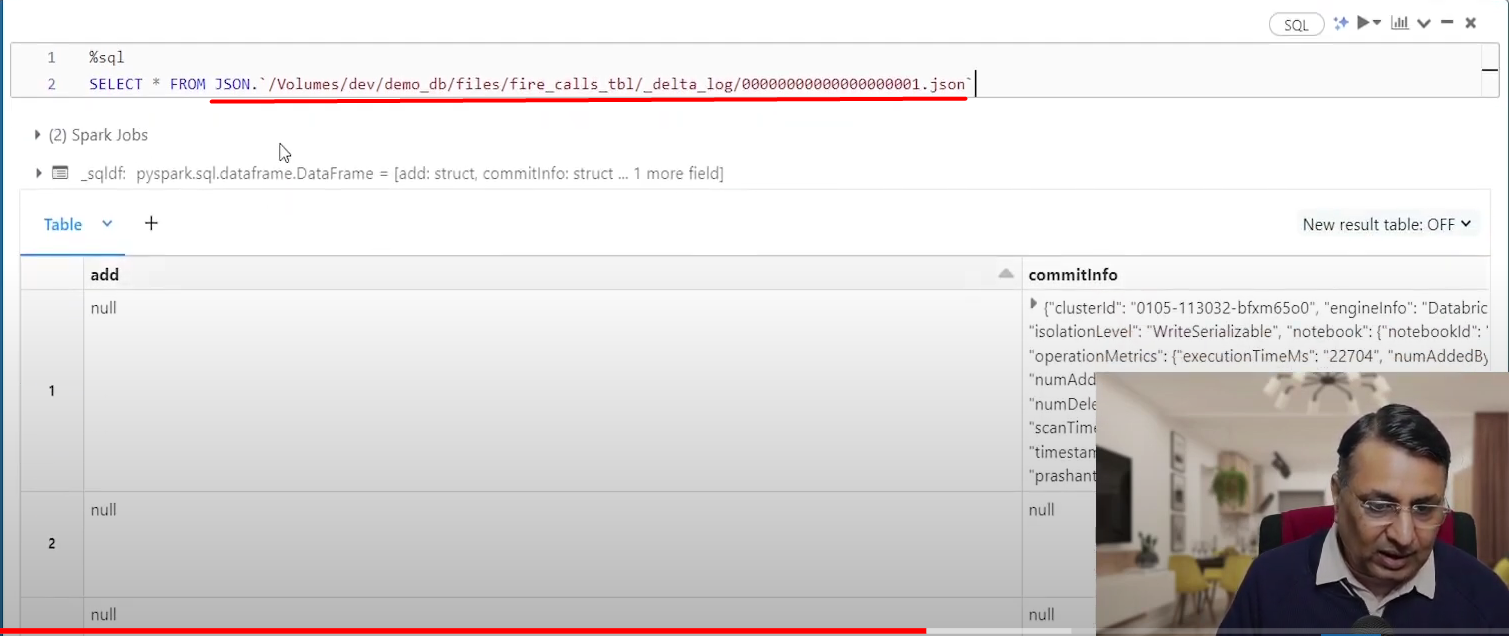 SQL
1 %sql
2 SELECT * FROM JSON.`/Volumes/dev/demo_db/files/fire_calls_tbl/_delta_log/00000000000000000001.json`
(2) Spark Jobs
_sqldf: pyspark.sql.dataframe.DataFrame = [add: struct, commitInfo: struct ... 1 more field]
Table
+
New result table: OFF
add
commitInfo
1
null
{"clusterId": "0105-113032-bfxm65o0", "engineInfo": "Databric
"isolationLevel": "WriteSerializable", "notebook": {"notebookId": "
"operationMetrics": {"executionTimeMs": "22704", "numAddedBy
"numAdd
"numDele
"scanTime
"timestam
"prashant
2
null
null
null
null